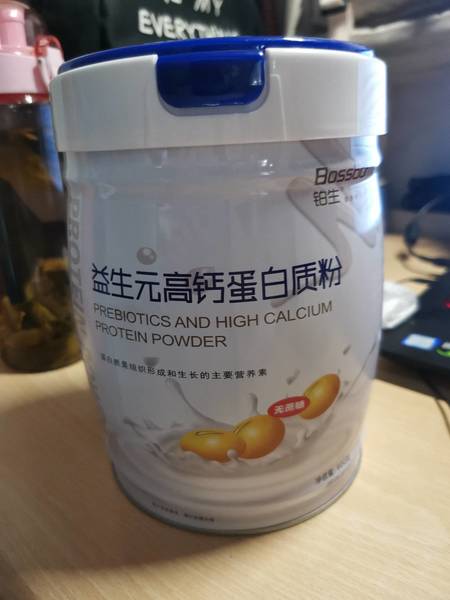 MY
EVERY
铂生
益生元高钙蛋白质粉
PREBIOTICS AND HIGH CALCIUM
PROTEIN POWDER
蛋白质是组织形成和生长的主要营养素
无蔗糖
PROTEIN